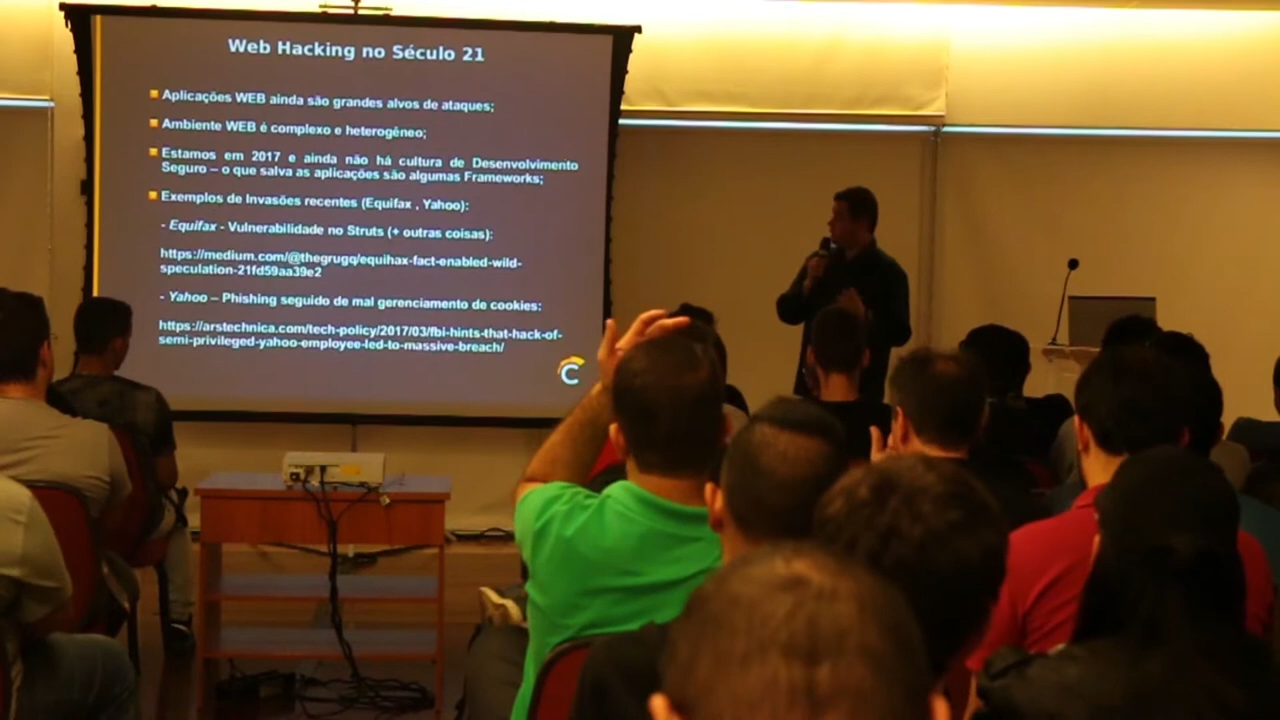 Web Hacking no Século 21
Aplicações WEB ainda são grandes alvos de ataques;
Ambiente WEB é complexo e heterogêneo;
Estamos em 2017 e ainda não há cultura de Desenvolvimento
Seguro – o que salva as aplicações são algumas Frameworks;
Exemplos de Invasões recentes (Equifax , Yahoo):
- Equifax - Vulnerabilidade no Struts (+ outras coisas):
https://medium.com/@thegrugq/equihax-fact-enabled-wild-
speculation-21fd59aa39e2
- Yahoo – Phishing seguido de mal gerenciamento de cookies:
https://arstechnica.com/tech-policy/2017/03/fbi-hints-that-hack-of-
semi-privileged-yahoo-employee-led-to-massive-breach/
C